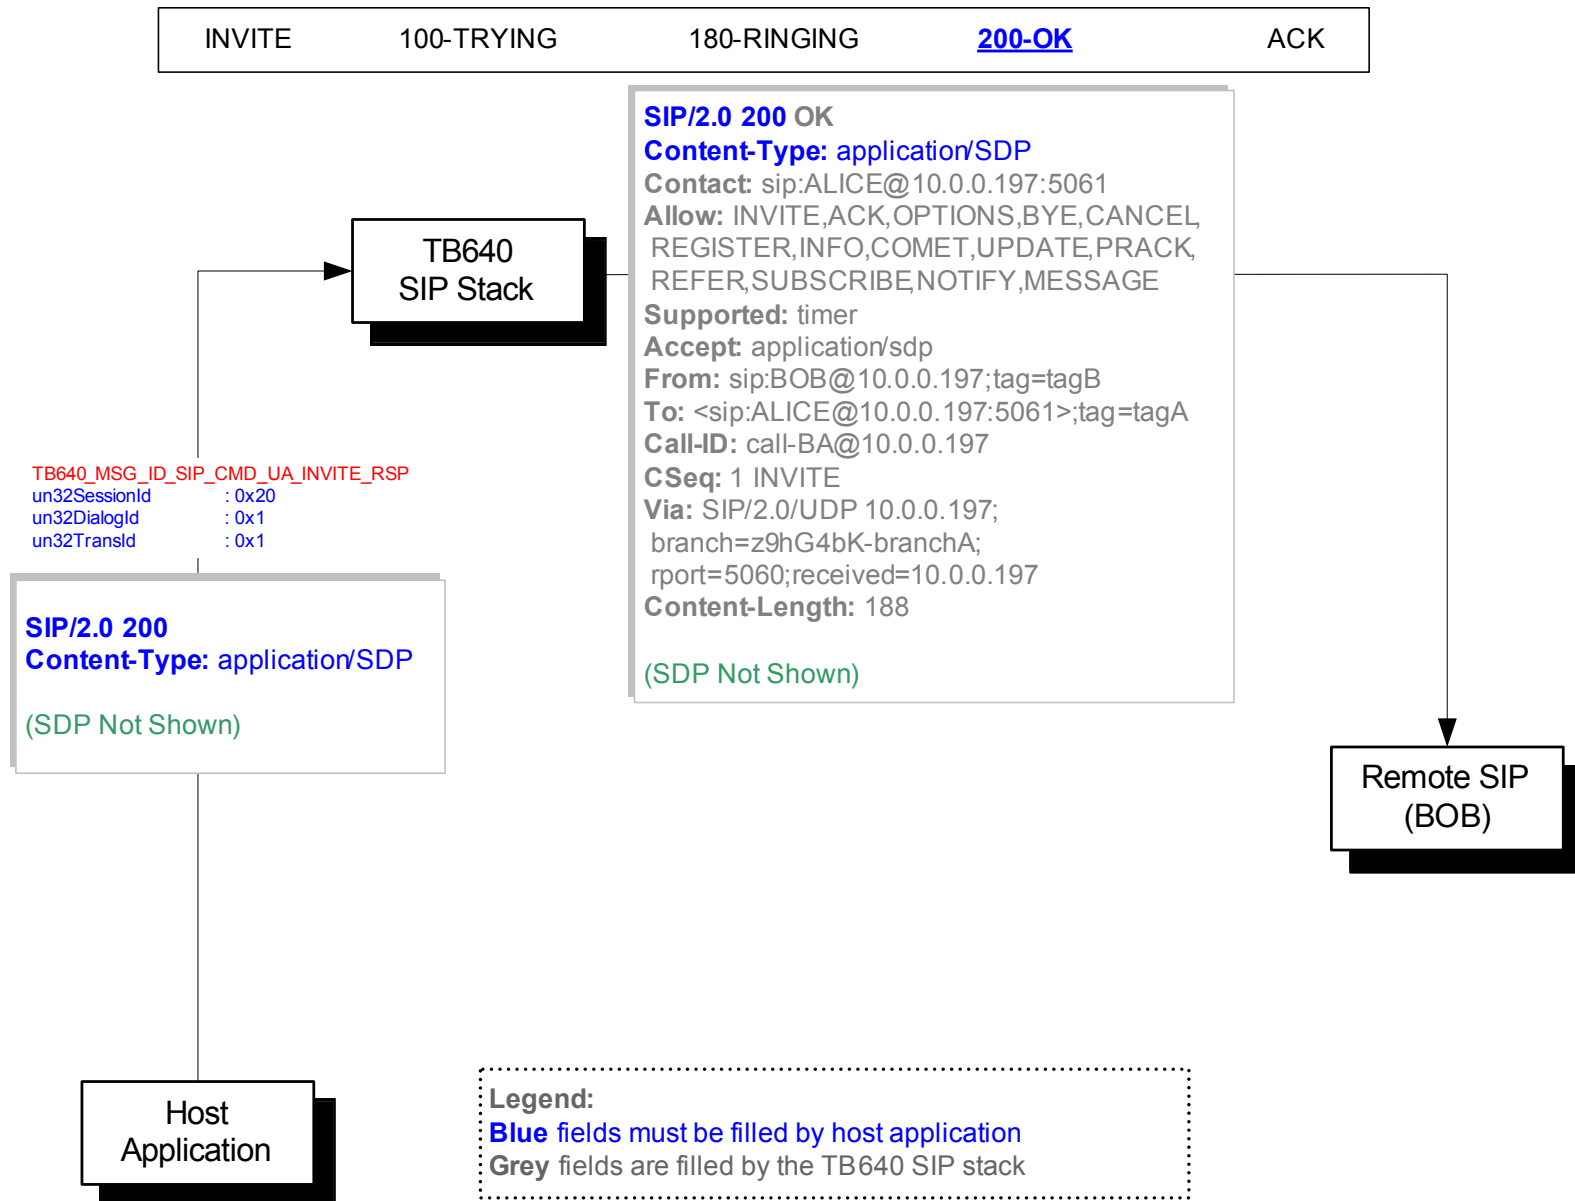 INVITE 100-TRYING 180-RINGING 200-OK ACK
SIP/2.0 200 OK
Content-Type: application/SDP
Contact: sip:ALICE@10.0.0.197:5061
Allow: INVITE,ACK,OPTIONS,BYE,CANCEL,
REGISTER,INFO,COMET,UPDATE,PRACK,
REFER,SUBSCRIBE,NOTIFY,MESSAGE
Supported: timer
Accept: application/sdp
From: sip:BOB@10.0.0.197;tag=tagB
To: <sip:ALICE@10.0.0.197:5061>;tag=tagA
Call-ID: call-BA@10.0.0.197
CSeq: 1 INVITE
Via: SIP/2.0/UDP 10.0.0.197;
branch=z9hG4bK-branchA;
rport=5060;received=10.0.0.197
Content-Length: 188
(SDP Not Shown)
TB640
SIP Stack
TB640_MSG_ID_SIP_CMD_UA_INVITE_RSP
un32SessionId : 0x20
un32DialogId : 0x1
un32TransId : 0x1
SIP/2.0 200
Content-Type: application/SDP
(SDP Not Shown)
Remote SIP
(BOB)
Host
Application
Legend:
Blue fields must be filled by host application
Grey fields are filled by the TB640 SIP stack